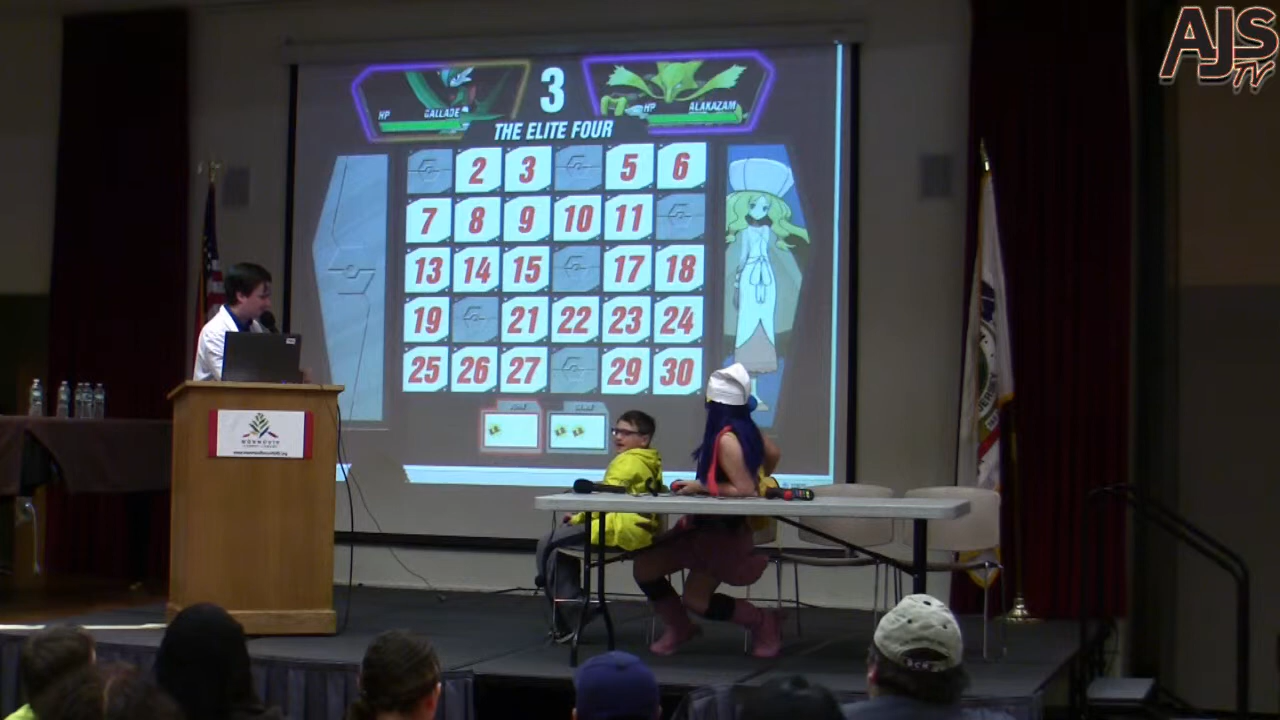 AJS
TV
3
HP GALLADE
HP ALAKAZAM
THE ELITE FOUR
2 3 5 6
7 8 9 10 11
13 14 15 17 18
19 21 22 23 24
25 26 27 29 30
MONMOUTH